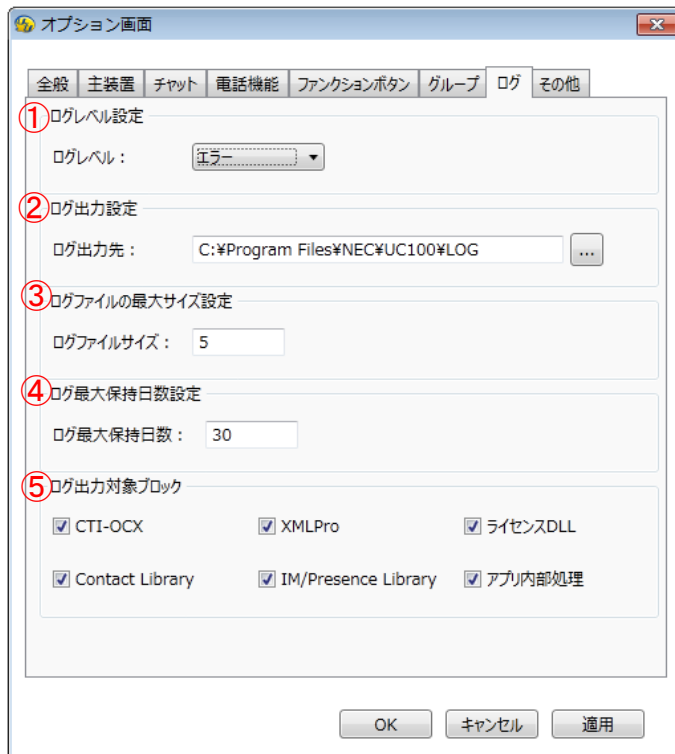 オプション画面
全般 主装置 チャット 電話機能 ファンクションボタン グループ ログ その他
①ログレベル設定
ログレベル： エラー
②ログ出力設定
ログ出力先： C:¥Program Files¥NEC¥UC100¥LOG ...
③ログファイルの最大サイズ設定
ログファイルサイズ： 5
④ログ最大保持日数設定
ログ最大保持日数： 30
⑤ログ出力対象ブロック
CTI-OCX XMLPro ライセンスDLL
Contact Library IM/Presence Library アプリ内部処理
OK キャンセル 適用